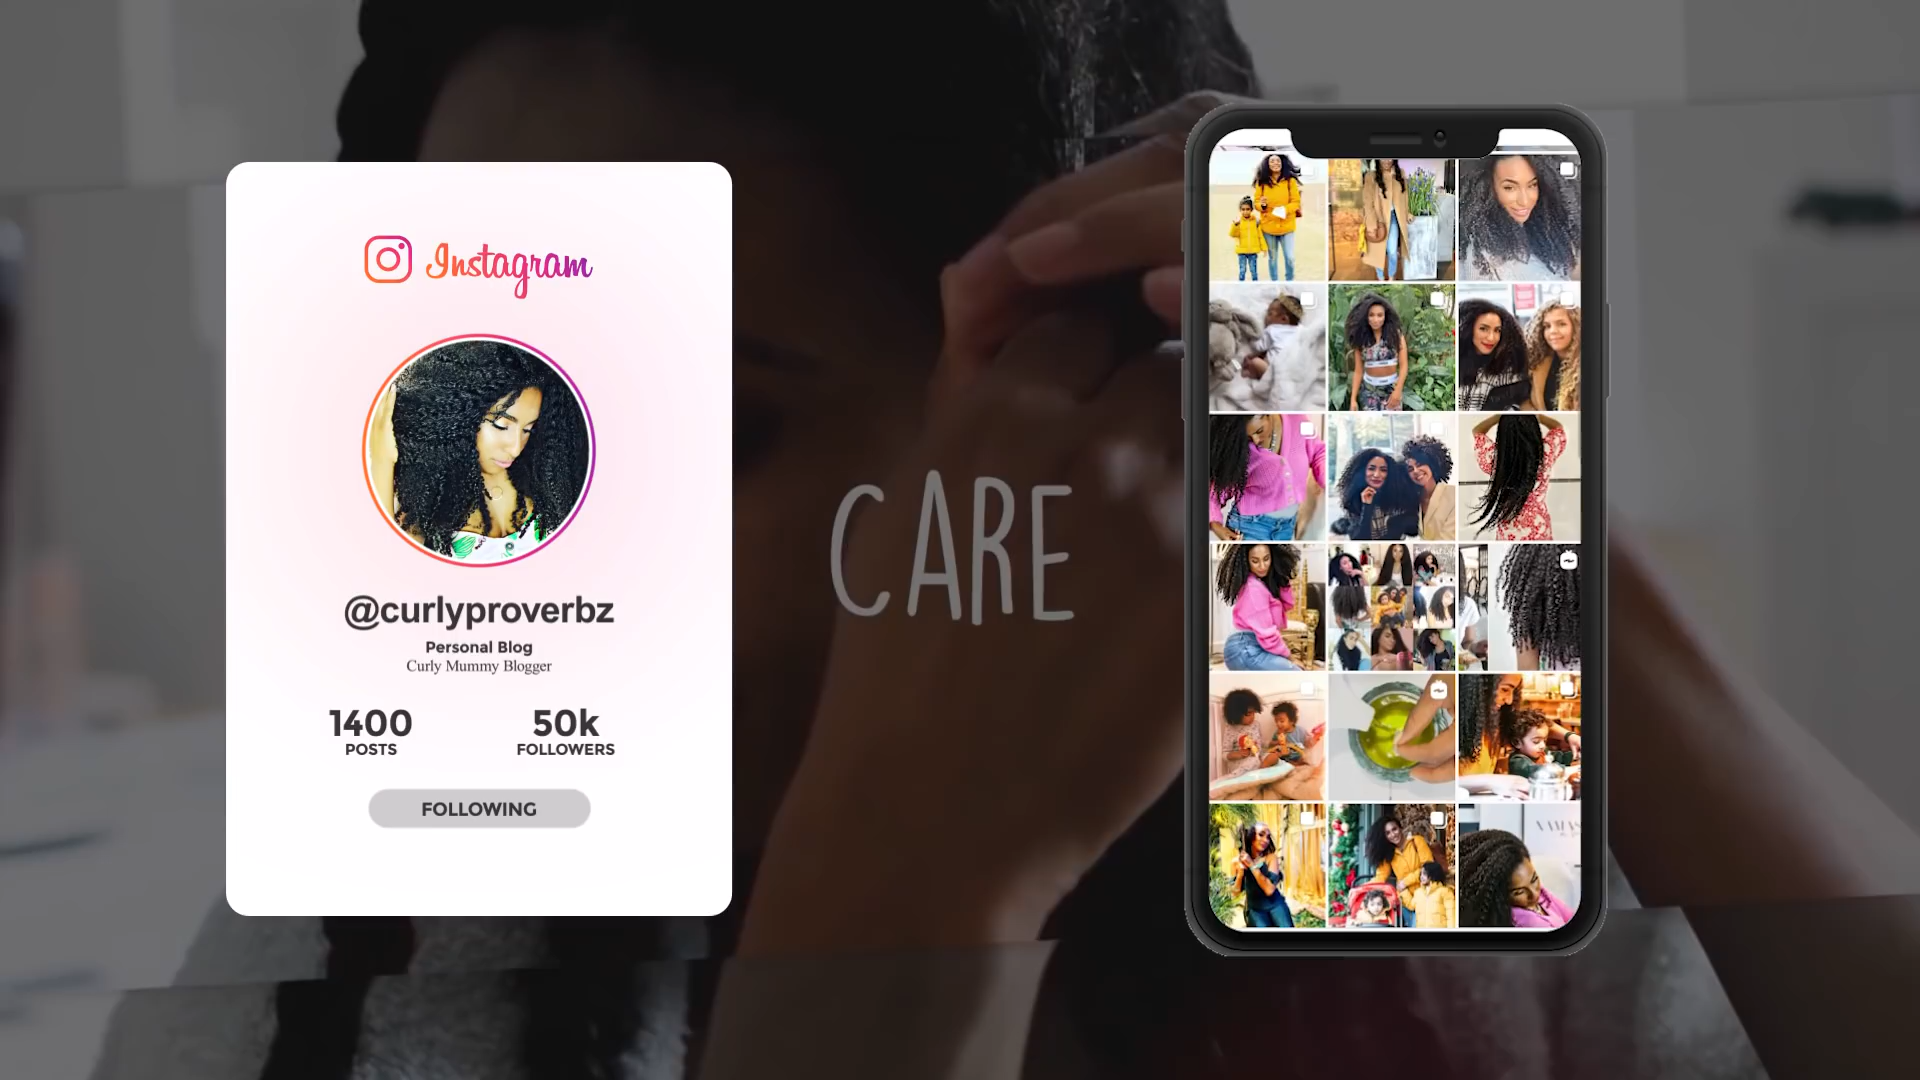 Instagram
@curlyproverbz
Personal Blog
Curly Mummy Blogger
1400
POSTS
50k
FOLLOWERS
FOLLOWING
CARE